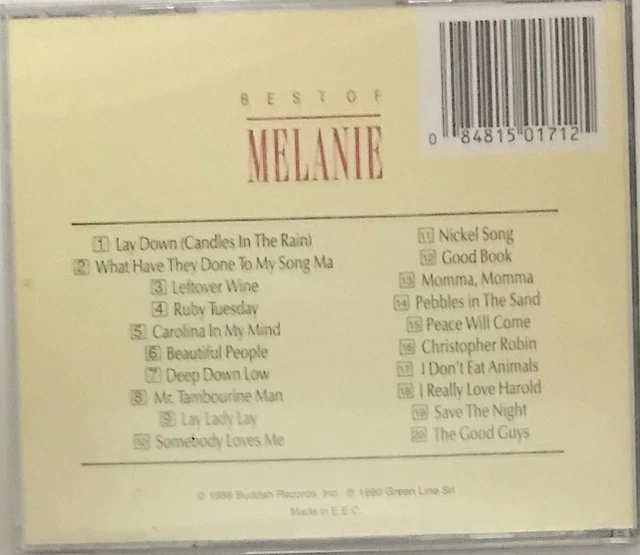 BEST OF
MELANIE
0 84815 01712
1 Lay Down (Candles In The Rain)
2 What Have They Done To My Song Ma
3 Leftover Wine
4 Ruby Tuesday
5 Carolina In My Mind
6 Beautiful People
7 Deep Down Low
8 Mr. Tambourine Man
9 Lay Lady Lay
10 Somebody Loves Me
11 Nickel Song
12 Good Book
13 Momma, Momma
14 Pebbles in The Sand
15 Peace Will Come
16 Christopher Robin
17 I Don't Eat Animals
18 I Really Love Harold
19 Save The Night
20 The Good Guys
Buddah Records, Inc. ℗ 1990 Green Line Srl
Made in E.E.C.